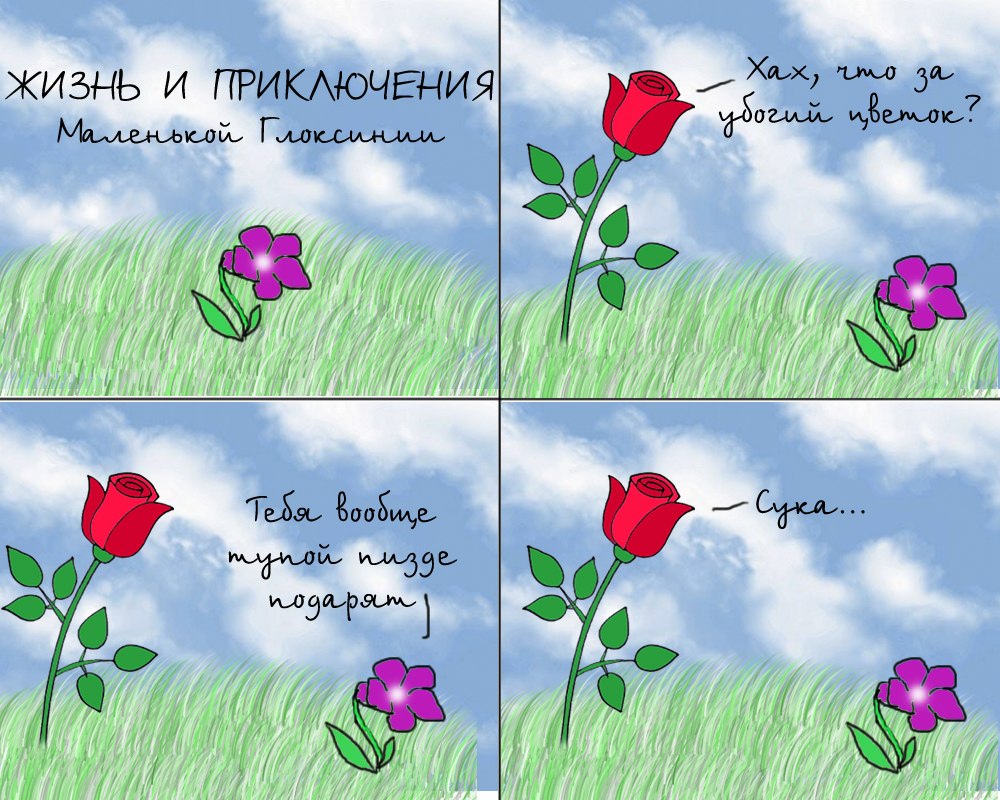 ЖИЗНЬ И ПРИКЛЮЧЕНИЯ
Маленькой Глоксинии
Хах, что за
убогий цветок?
Тебя вообще
тупой пизде
подарят
Сука...